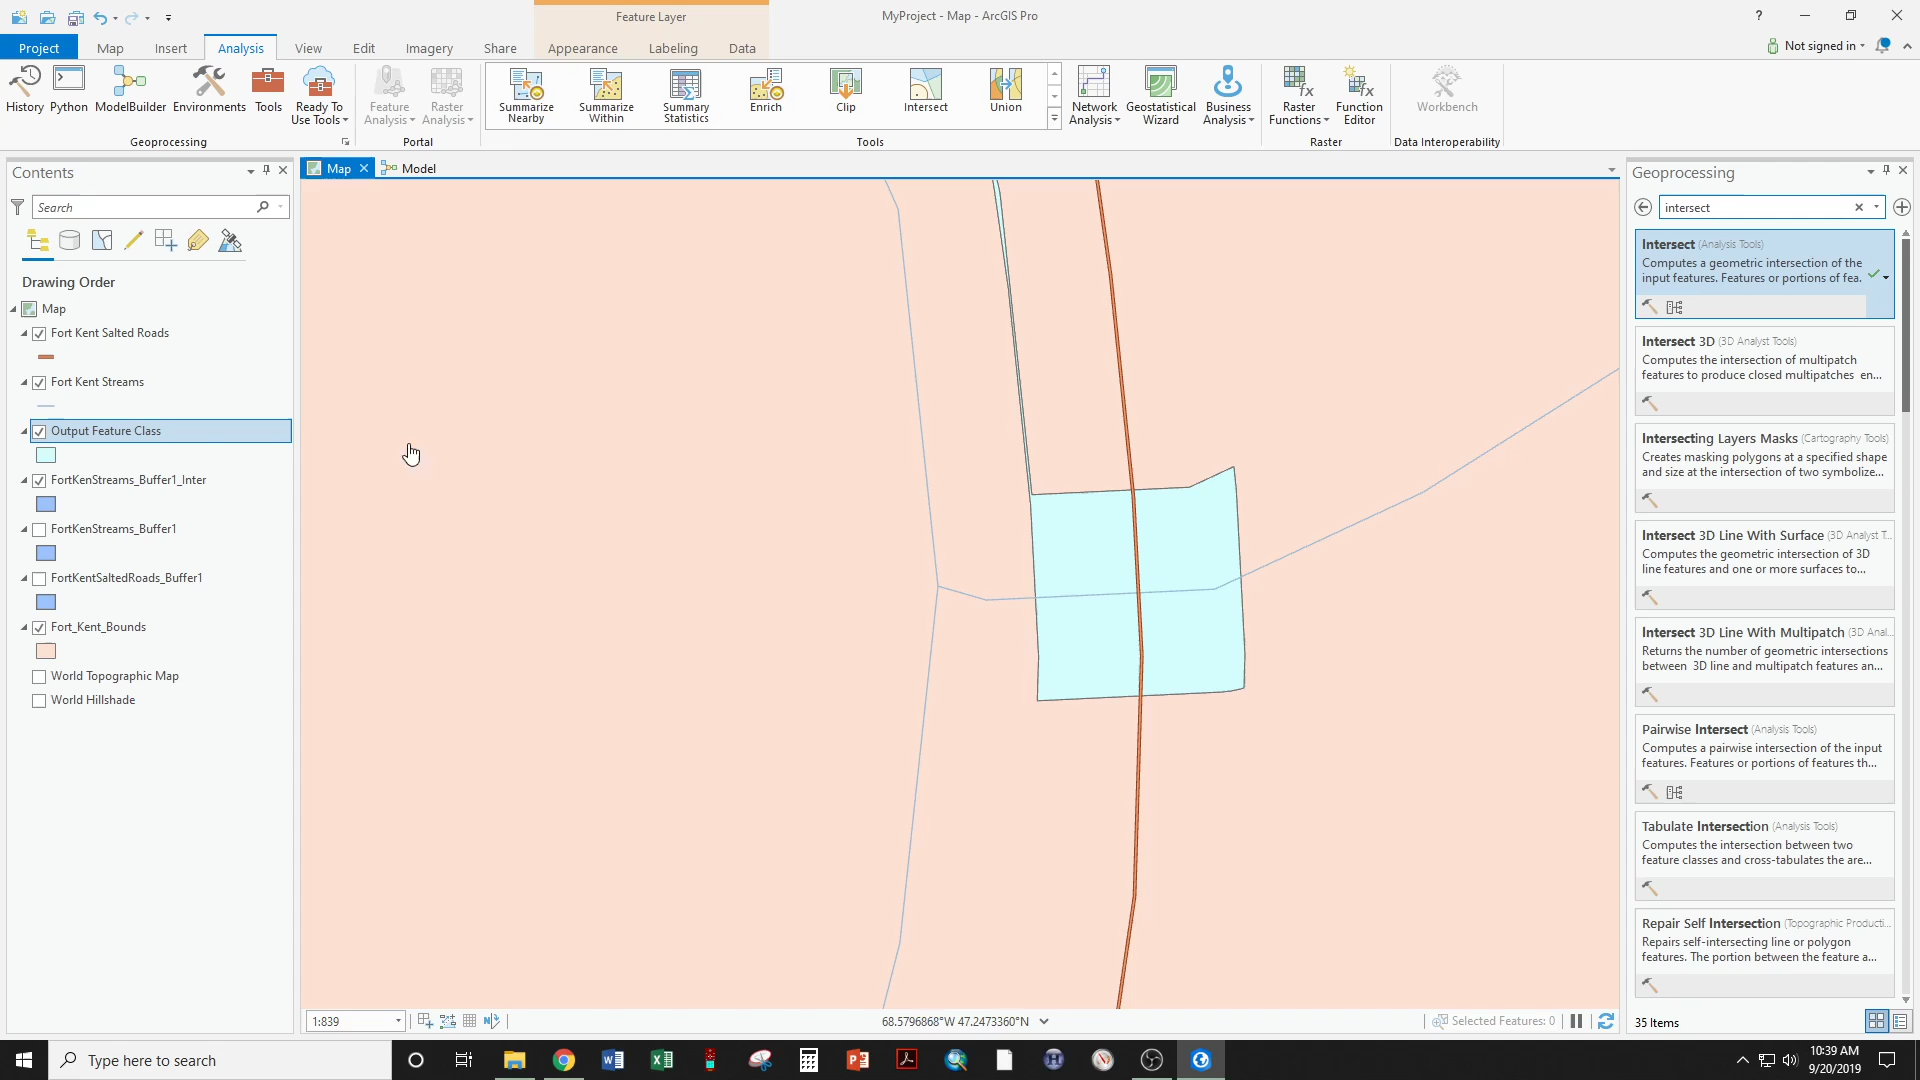 Feature Layer
MyProject - Map - ArcGIS Pro
?
Project
Map
Insert
Analysis
View
Edit
Imagery
Share
Appearance
Labeling
Data
Not signed in
History
Python
ModelBuilder
Environments
Tools
Ready To
Use Tools
Feature
Analysis
Raster
Analysis
Summarize
Nearby
Summarize
Within
Summary
Statistics
Enrich
Clip
Intersect
Union
Network
Analysis
Geostatistical
Wizard
Business
Analysis
Raster
Functions
Function
Editor
Workbench
Geoprocessing
Portal
Tools
Raster
Data Interoperability
Contents
Search
Drawing Order
Map
Fort Kent Salted Roads
Fort Kent Streams
Output Feature Class
FortKenStreams_Buffer1_Inter
FortKenStreams_Buffer1
FortKentSaltedRoads_Buffer1
Fort_Kent_Bounds
World Topographic Map
World Hillshade
Map
Model
1:839
68.5796868°W 47.2473360°N
Selected Features: 0
Geoprocessing
intersect
Intersect (Analysis Tools)
Computes a geometric intersection of the
input features. Features or portions of fea.
Intersect 3D (3D Analyst Tools)
Computes the intersection of multipatch
features to produce closed multipatches en...
Intersecting Layers Masks (Cartography Tools)
Creates masking polygons at a specified shape
and size at the intersection of two symbolize...
Intersect 3D Line With Surface (3D Analyst T...
Computes the geometric intersection of 3D
line features and one or more surfaces to...
Intersect 3D Line With Multipatch (3D Anal...
Returns the number of geometric intersections
between 3D line and multipatch features an...
Pairwise Intersect (Analysis Tools)
Computes a pairwise intersection of the input
features. Features or portions of features th...
Tabulate Intersection (Analysis Tools)
Computes the intersection between two
feature classes and cross-tabulates the are...
Repair Self Intersection (Topographic Producti...
Repairs self-intersecting line or polygon
features. The portion between the feature a...
35 Items
Type here to search
10:39 AM
9/20/2019